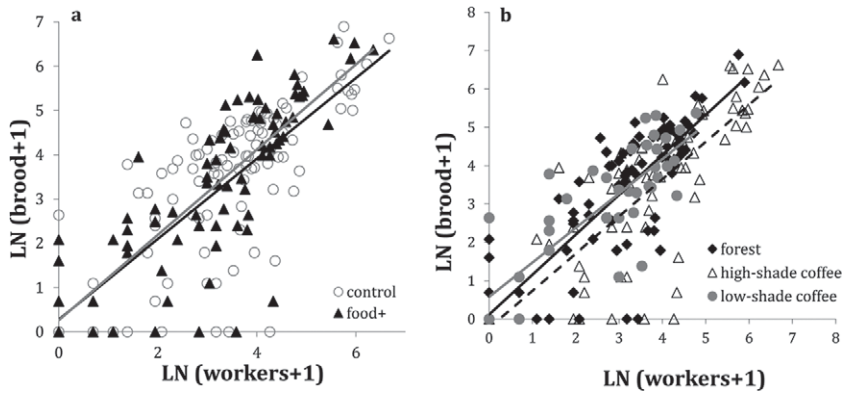 a
7
6
5
4
3
2
1
0
LN (brood+1)
0 2 4 6
LN (workers+1)
control
food+
b
8
7
6
5
4
3
2
1
0
LN (brood+1)
0 1 2 3 4 5 6 7 8
LN (workers+1)
forest
high-shade coffee
low-shade coffee